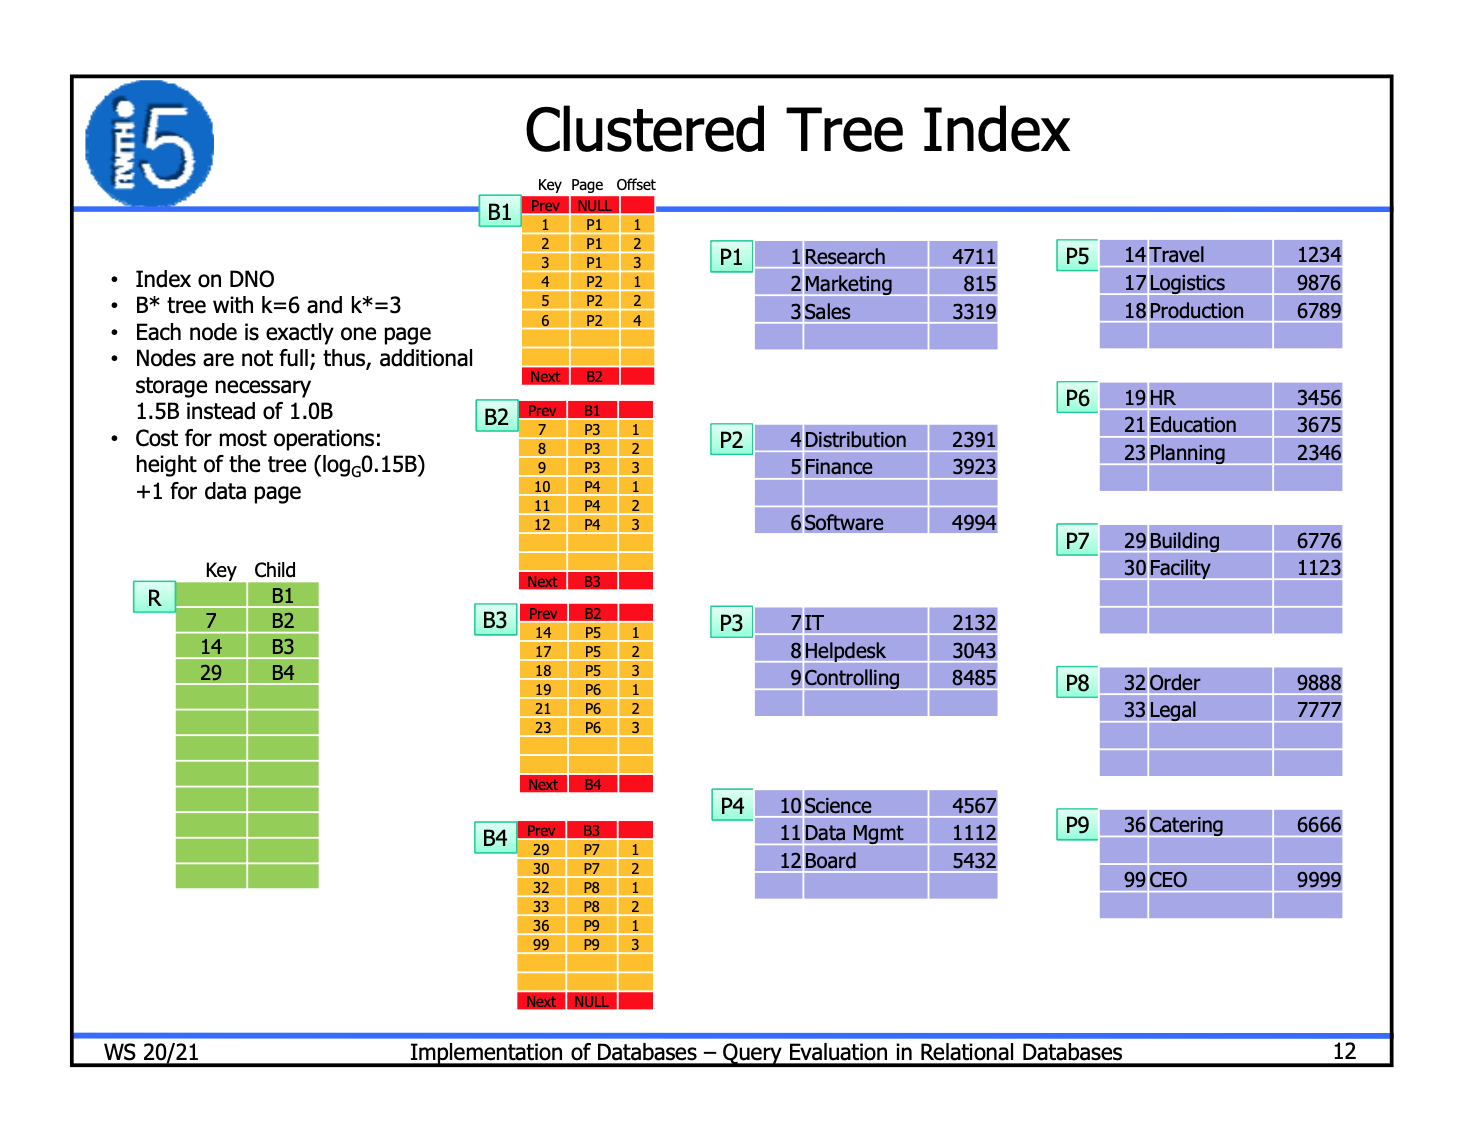 i5
RWTH
Clustered Tree Index
• Index on DNO
• B* tree with k=6 and k*=3
• Each node is exactly one page
• Nodes are not full; thus, additional
storage necessary
1.5B instead of 1.0B
• Cost for most operations:
height of the tree (logG0.15B)
+1 for data page
Key Child
R
B1
7 B2
14 B3
29 B4
Key Page Offset
B1
Prev NULL
1 P1 1
2 P1 2
3 P1 3
4 P2 1
5 P2 2
6 P2 4
Next B2
B2
Prev B1
7 P3 1
8 P3 2
9 P3 3
10 P4 1
11 P4 2
12 P4 3
Next B3
B3
Prev B2
14 P5 1
17 P5 2
18 P5 3
19 P6 1
21 P6 2
23 P6 3
Next B4
B4
Prev B3
29 P7 1
30 P7 2
32 P8 1
33 P8 2
36 P9 1
99 P9 3
Next NULL
P1
1 Research 4711
2 Marketing 815
3 Sales 3319
P2
4 Distribution 2391
5 Finance 3923
6 Software 4994
P3
7 IT 2132
8 Helpdesk 3043
9 Controlling 8485
P4
10 Science 4567
11 Data Mgmt 1112
12 Board 5432
P5
14 Travel 1234
17 Logistics 9876
18 Production 6789
P6
19 HR 3456
21 Education 3675
23 Planning 2346
P7
29 Building 6776
30 Facility 1123
P8
32 Order 9888
33 Legal 7777
P9
36 Catering 6666
99 CEO 9999
WS 20/21
Implementation of Databases – Query Evaluation in Relational Databases
12